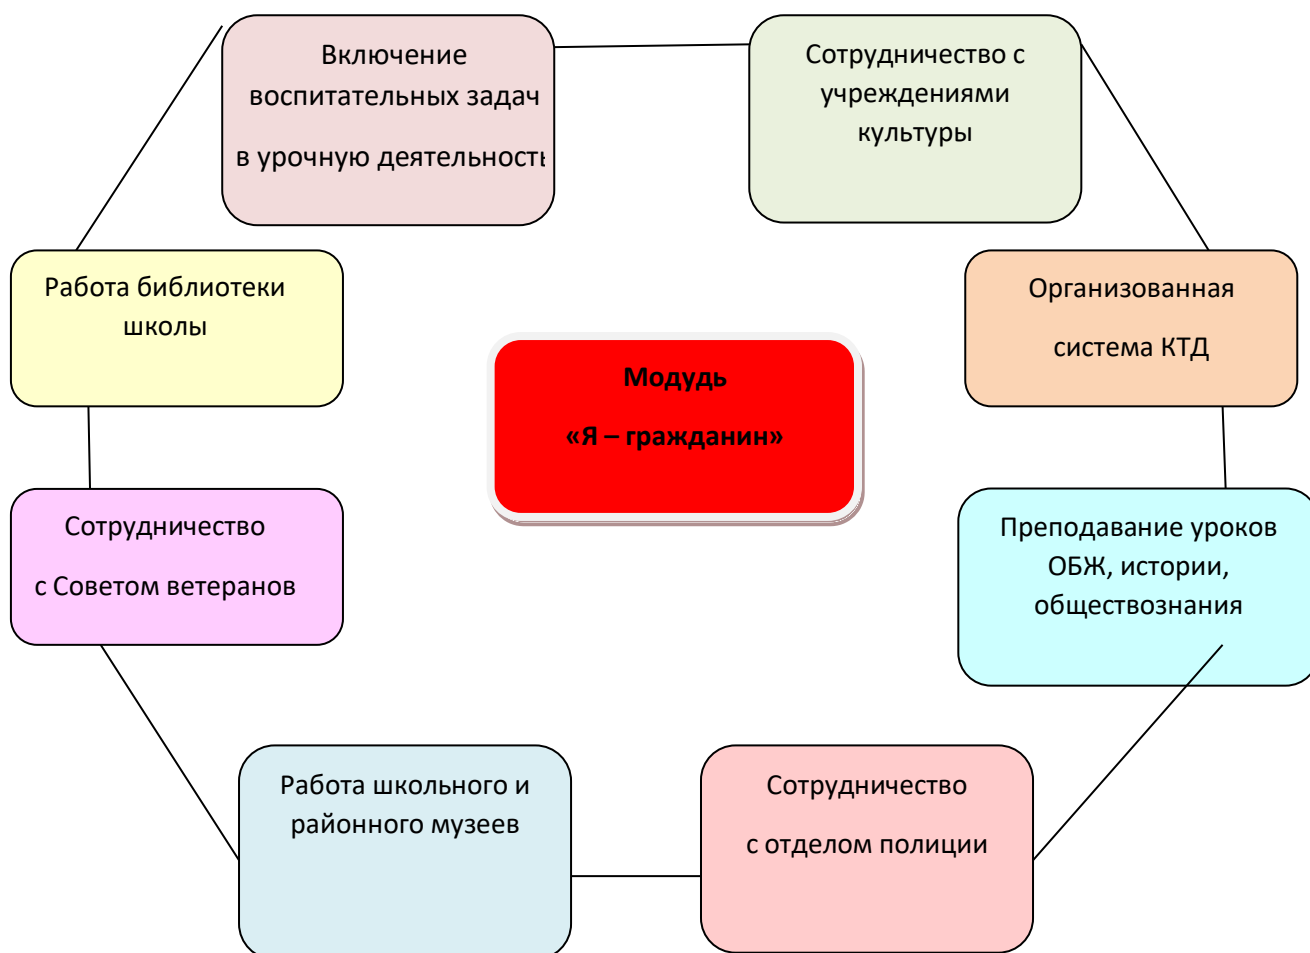 Включение
воспитательных задач
в урочную деятельность
Сотрудничество с
учреждениями
культуры
Работа библиотеки
школы
Организованная
система КТД
Модудь
«Я – гражданин»
Сотрудничество
с Советом ветеранов
Преподавание уроков
ОБЖ, истории,
обществознания
Работа школьного и
районного музеев
Сотрудничество
с отделом полиции